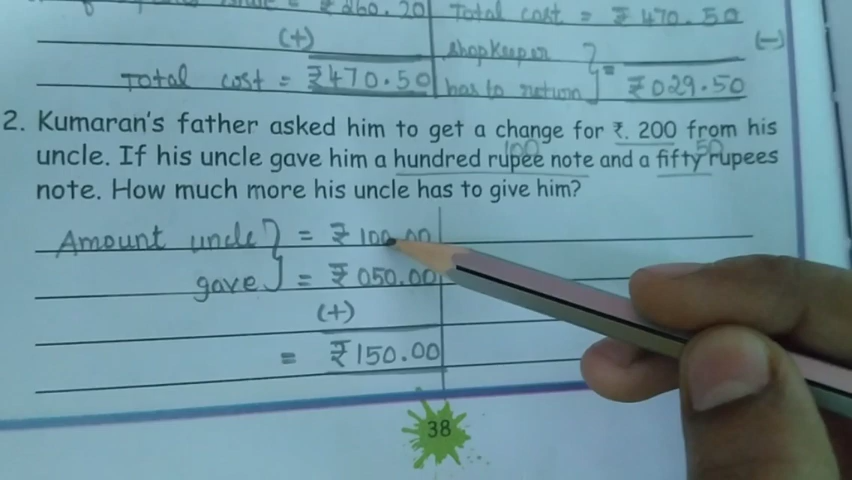 ₹260.20
Total cost = ₹470.50
(+)
Total cost = ₹470.50
shopkeeper
has to return } = ₹029.50
(-)
2. Kumaran's father asked him to get a change for ₹. 200 from his
100 50
uncle. If his uncle gave him a hundred rupee note and a fifty rupees
note. How much more his uncle has to give him?
Amount uncle } = ₹100.00
gave } = ₹050.00
(+)
= ₹150.00
38